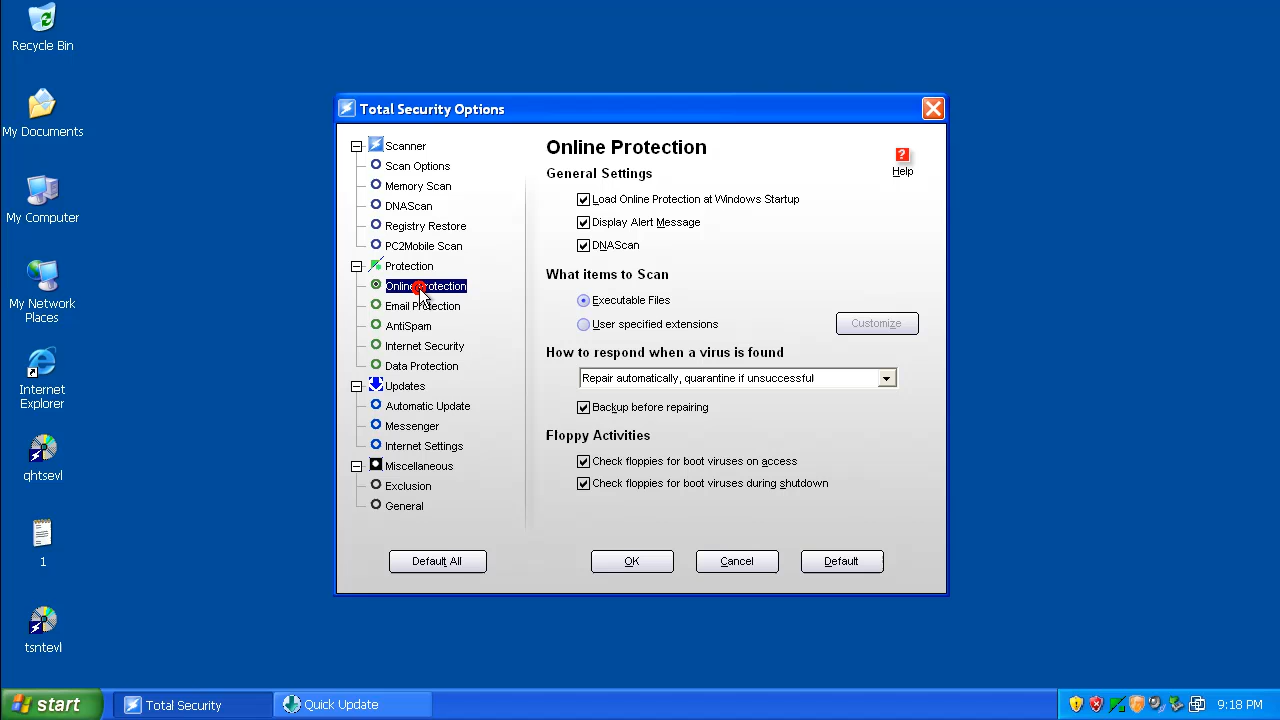 Recycle Bin
My Documents
My Computer
My Network
Places
Internet
Explorer
qhtsevl
1
tsntevl
Total Security Options
Scanner
Scan Options
Memory Scan
DNAScan
Registry Restore
PC2Mobile Scan
Protection
Online Protection
Email Protection
AntiSpam
Internet Security
Data Protection
Updates
Automatic Update
Messenger
Internet Settings
Miscellaneous
Exclusion
General
Default All
Online Protection
? Help
General Settings
Load Online Protection at Windows Startup
Display Alert Message
DNAScan
What items to Scan
Executable Files
User specified extensions
Customize
How to respond when a virus is found
Repair automatically, quarantine if unsuccessful
Backup before repairing
Floppy Activities
Check floppies for boot viruses on access
Check floppies for boot viruses during shutdown
OK
Cancel
Default
start
Total Security
Quick Update
9:18 PM